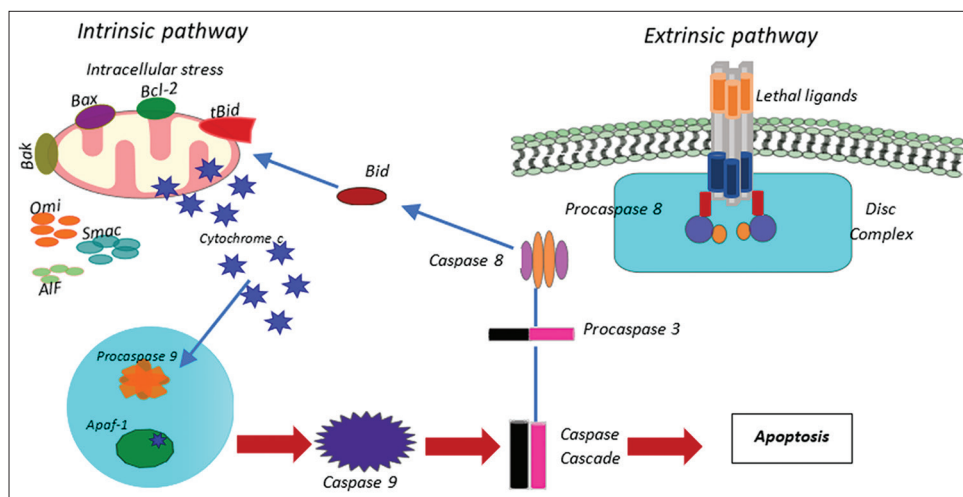 Intrinsic pathway
Extrinsic pathway
Intracellular stress
Bax
Bcl-2
tBid
Bak
Lethal ligands
Omi
Smac
AIF
Cytochrome c
Bid
Procaspase 8
Disc
Complex
Caspase 8
Procaspase 3
Procaspase 9
Apaf-1
Caspase 9
Caspase
Cascade
Apoptosis